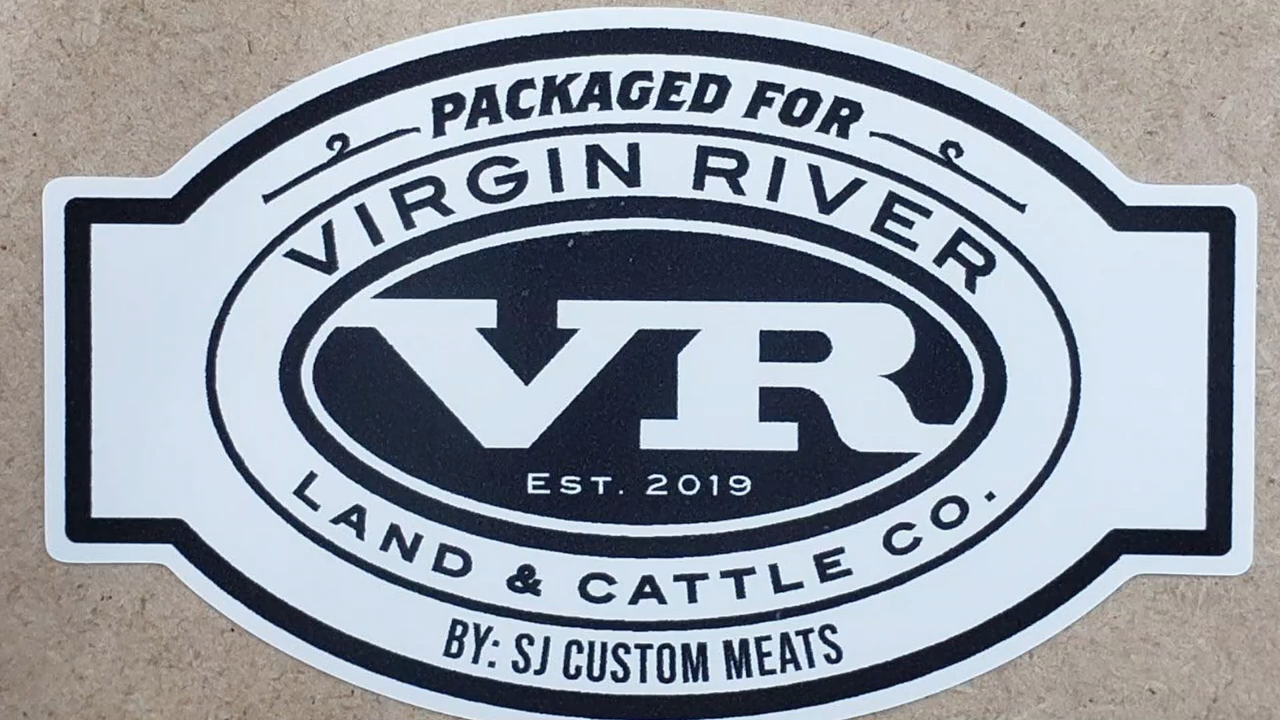 PACKAGED FOR
VIRGIN RIVER
VR
EST. 2019
LAND & CATTLE CO.
BY: SJ CUSTOM MEATS